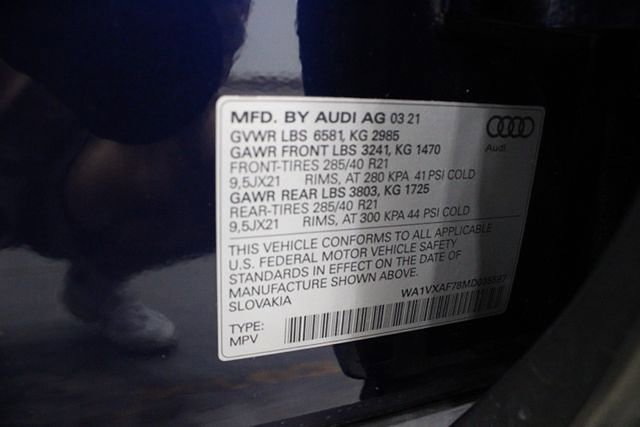 MFD. BY AUDI AG 03 21
GVWR LBS 6581, KG 2985
GAWR FRONT LBS 3241, KG 1470
FRONT-TIRES 285/40 R21
9,5JX21 RIMS, AT 280 KPA 41 PSI COLD
GAWR REAR LBS 3803, KG 1725
REAR-TIRES 285/40 R21
9,5JX21 RIMS, AT 300 KPA 44 PSI COLD
Audi
THIS VEHICLE CONFORMS TO ALL APPLICABLE
U.S. FEDERAL MOTOR VEHICLE SAFETY
STANDARDS IN EFFECT ON THE DATE OF
MANUFACTURE SHOWN ABOVE.
SLOVAKIA
TYPE:
MPV